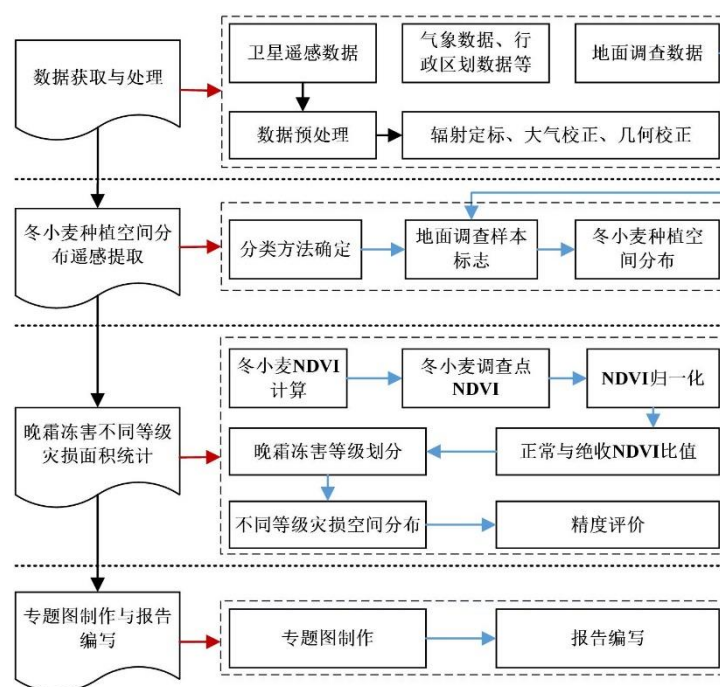 数据获取与处理
卫星遥感数据
气象数据、行
政区划数据等
地面调查数据
数据预处理
辐射定标、大气校正、几何校正
冬小麦种植空间分
布遥感提取
分类方法确定
地面调查样本
标志
冬小麦种植空
间分布
晚霜冻害不同等级
灾损面积统计
冬小麦NDVI
计算
冬小麦调查点
NDVI
NDVI归一化
晚霜冻害等级划分
正常与绝收NDVI比值
不同等级灾损空间分布
精度评价
专题图制作与报告
编写
专题图制作
报告编写